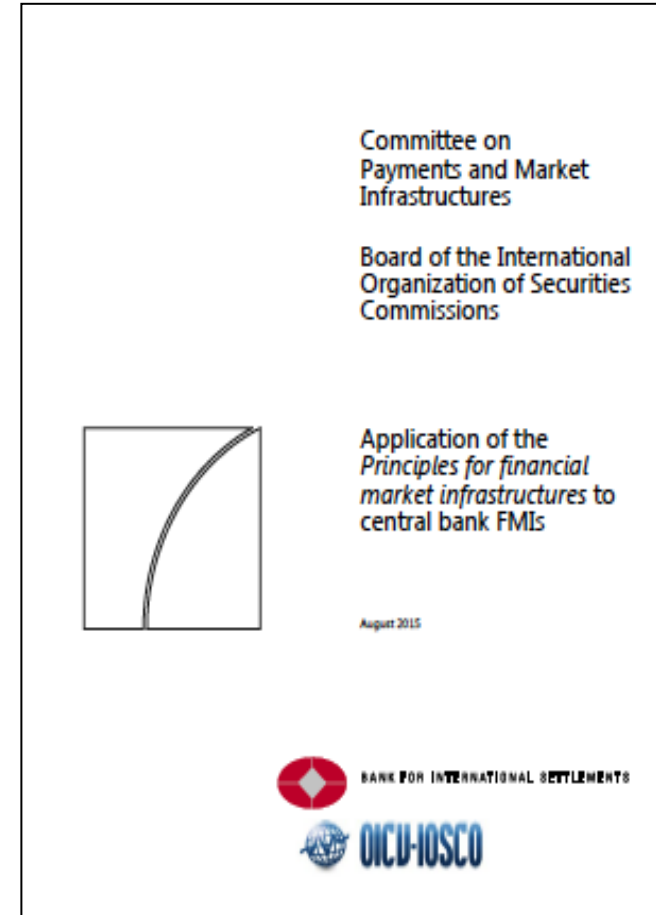 Committee on
Payments and Market
Infrastructures
Board of the International
Organization of Securities
Commissions
Application of the
Principles for financial
market infrastructures to
central bank FMIs
August 2015
BANK FOR INTERNATIONAL SETTLEMENTS
OICU-IOSCO